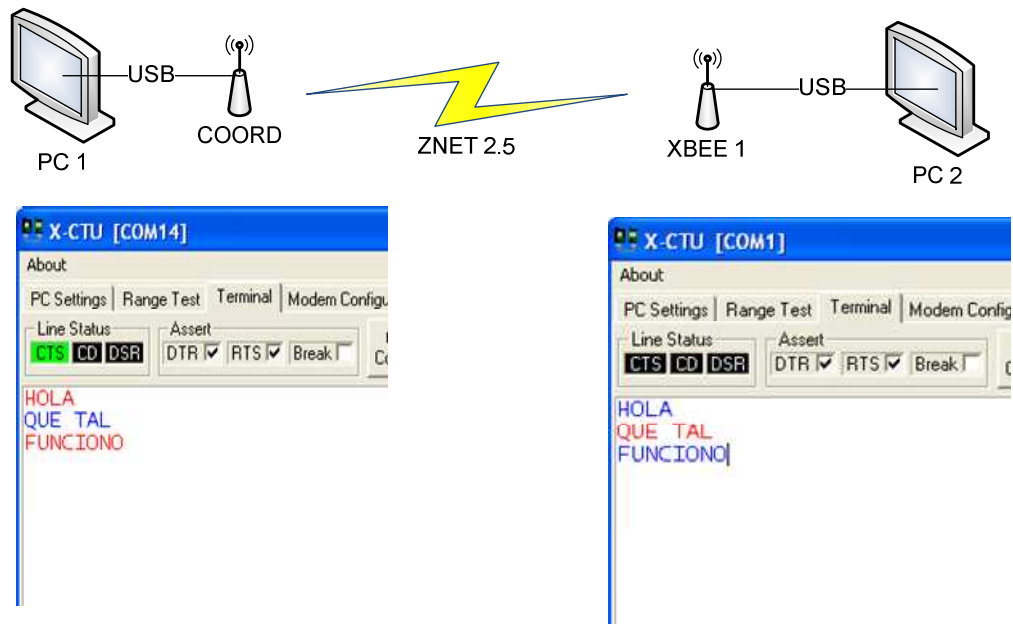 USB
COORD
PC 1
ZNET 2.5
USB
XBEE 1
PC 2
X-CTU [COM14]
About
PC Settings Range Test Terminal Modem Configu
Line Status Assert
CTS CD DSR DTR RTS Break
HOLA
QUE TAL
FUNCIONO
X-CTU [COM1]
About
PC Settings Range Test Terminal Modem Config
Line Status Assert
CTS CD DSR DTR RTS Break
HOLA
QUE TAL
FUNCIONO